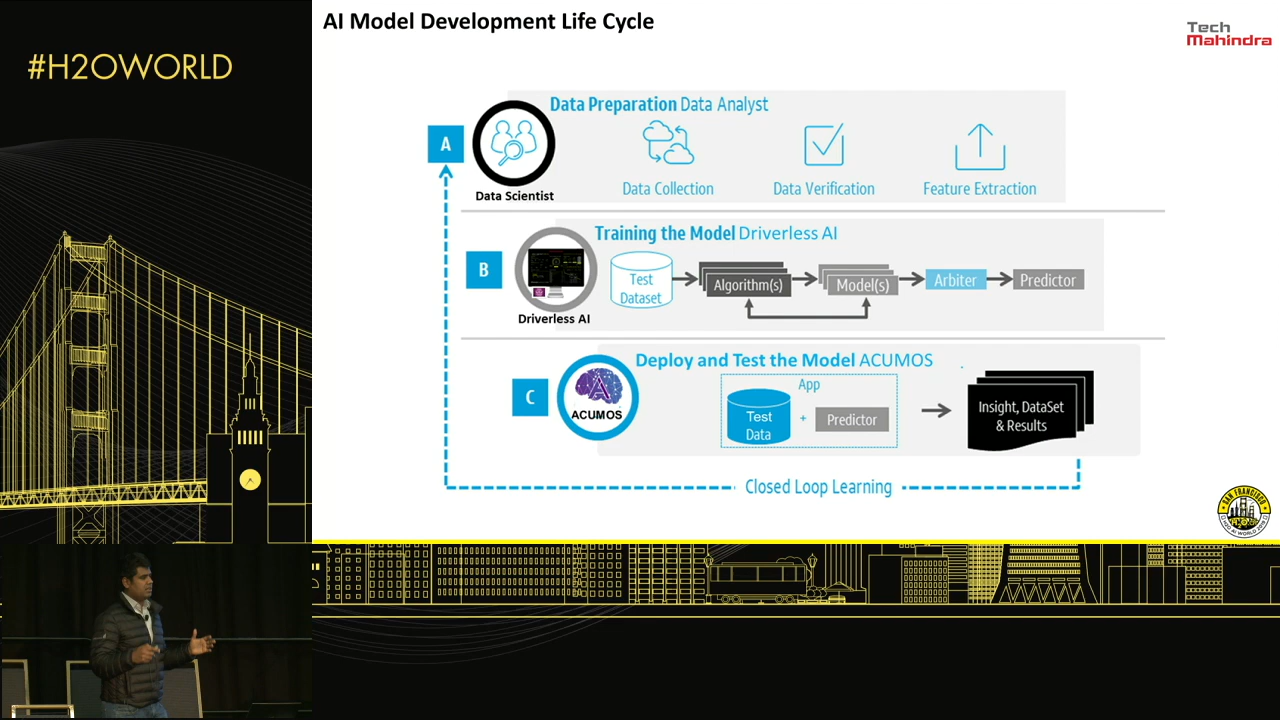 #H2OWORLD
AI Model Development Life Cycle
Tech
Mahindra
A
Data Scientist
Data Preparation Data Analyst
Data Collection
Data Verification
Feature Extraction
B
Driverless AI
Training the Model Driverless AI
Test
Dataset
Algorithm(s)
Model(s)
Arbiter
Predictor
C
ACUMOS
Deploy and Test the Model ACUMOS
App
Test
Data
+
Predictor
Insight, DataSet
& Results
Closed Loop Learning
SAN FRANCISCO